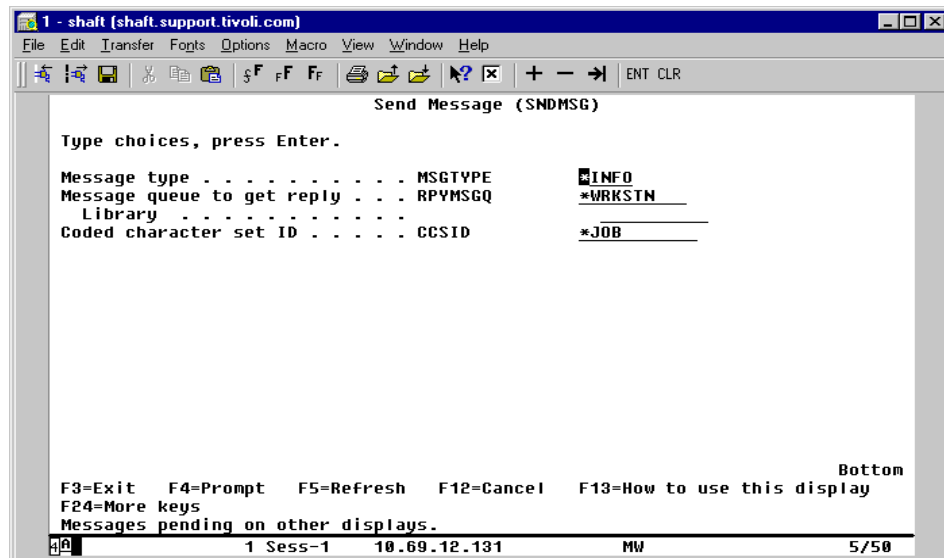 1 - shaft (shaft.support.tivoli.com)
File Edit Transfer Fonts Options Macro View Window Help
ENT CLR
Send Message (SNDMSG)
Type choices, press Enter.
Message type . . . . . . . . . . MSGTYPE *INFO
Message queue to get reply . . . RPYMSGQ *WRKSTN
Library . . . . . . . . . . .
Coded character set ID . . . . . CCSID *JOB
Bottom
F3=Exit F4=Prompt F5=Refresh F12=Cancel F13=How to use this display
F24=More keys
Messages pending on other displays.
4A 1 Sess-1 10.69.12.131 MW 5/50